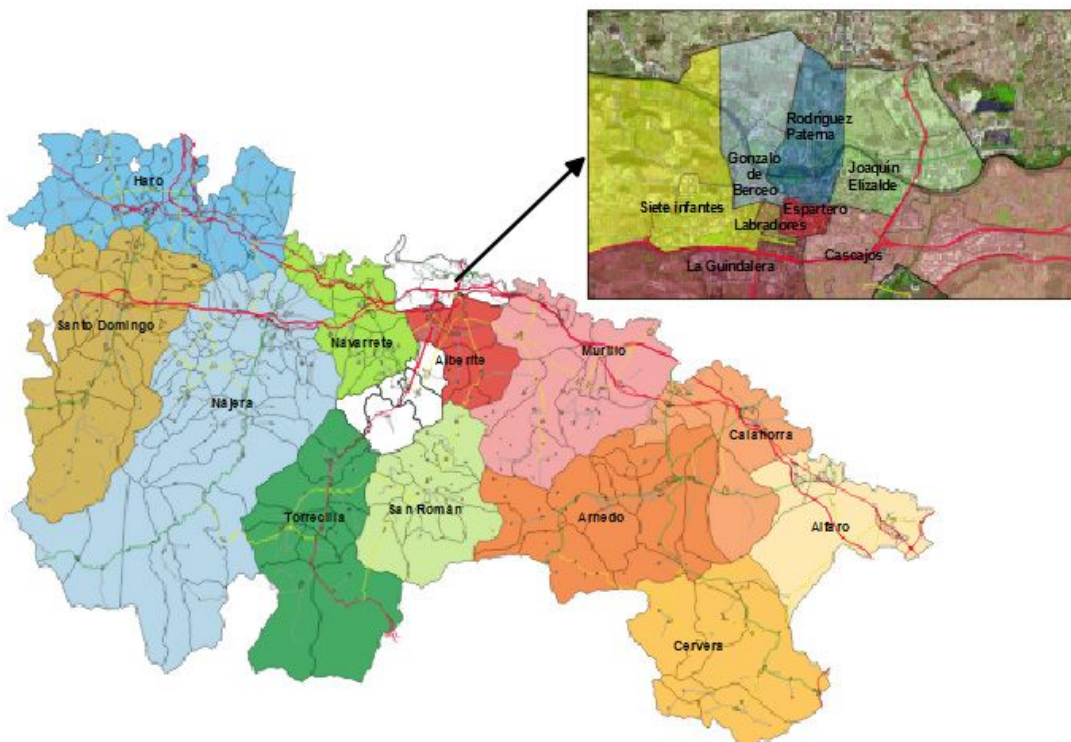 Rodríguez
Paterna
Gonzalo
de
Berceo
Joaquín
Elizalde
Siete infantes
Espartero
Labradores
Cascajos
La Guindalera
Haro
Santo Domingo
Navarrete
Alberite
Murillo
Nájera
Calahorra
Torrecilla
San Román
Arnedo
Alfaro
Cervera